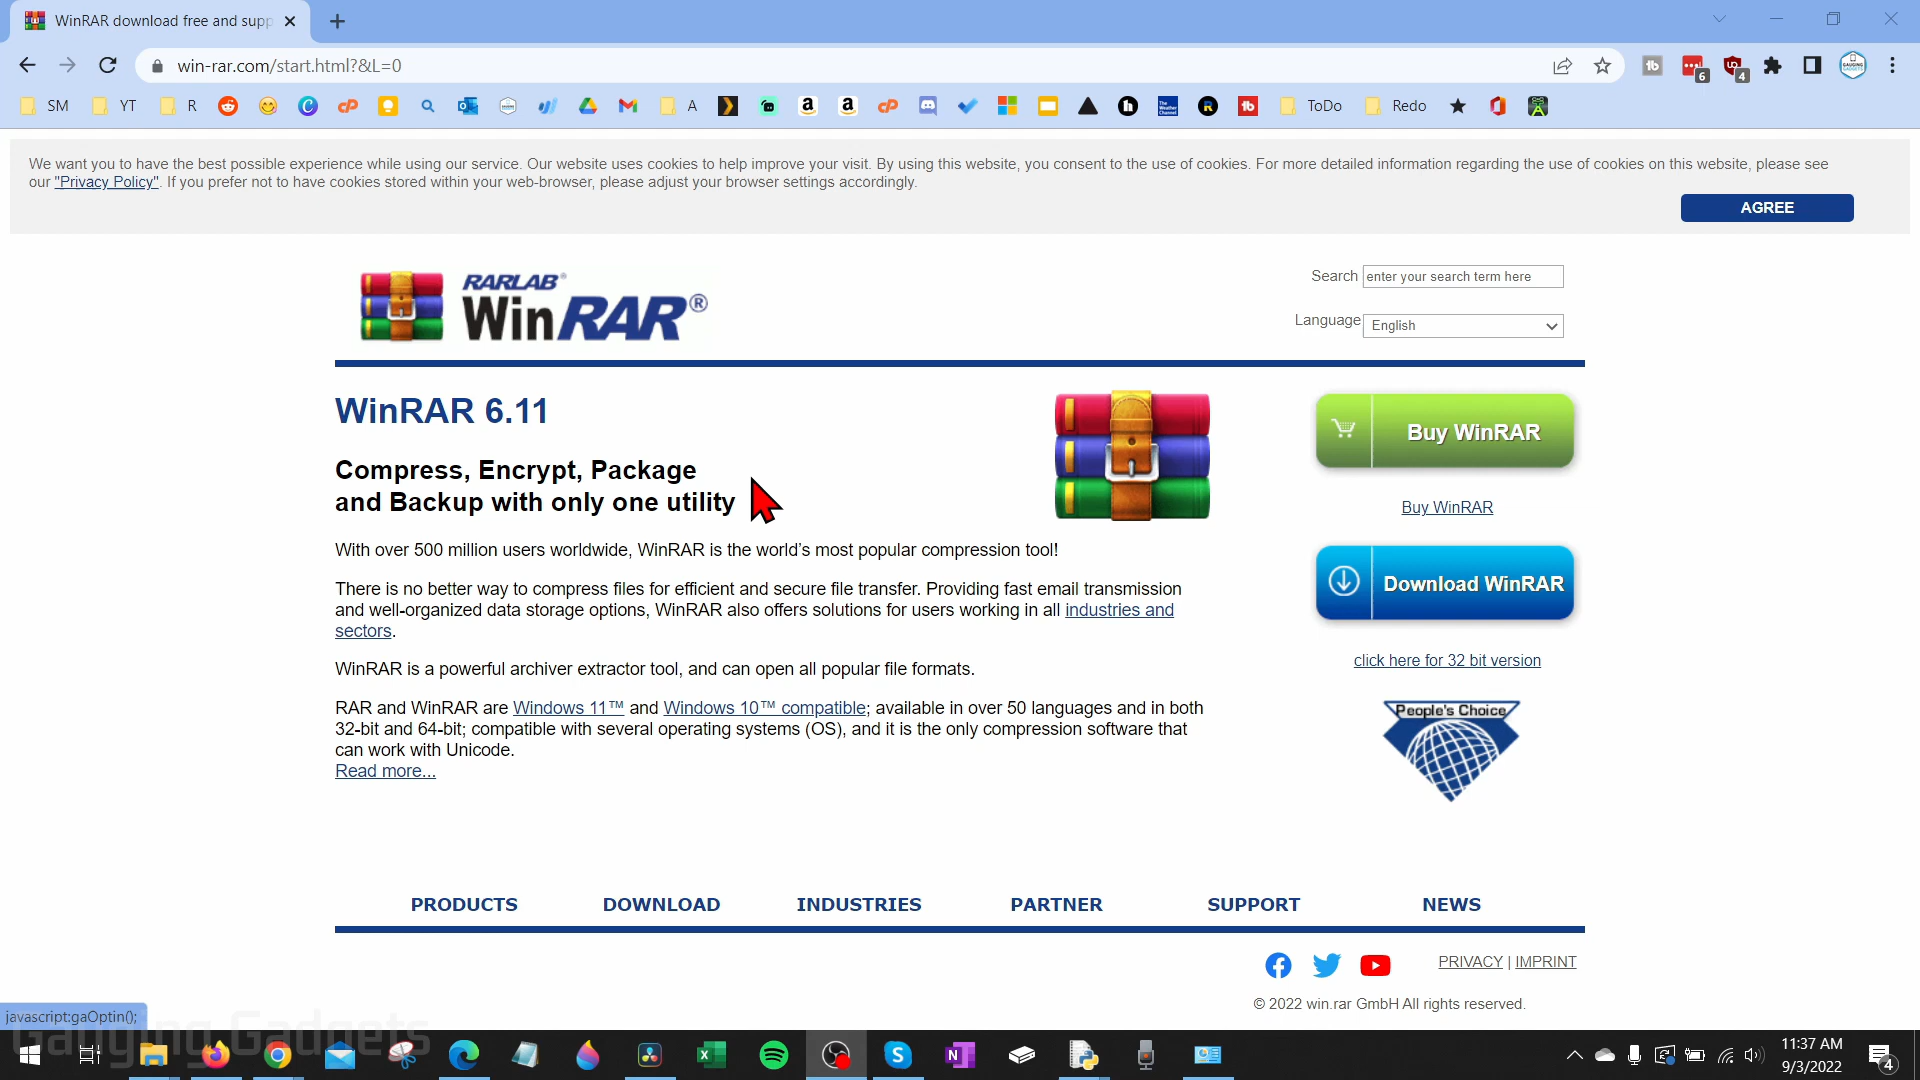 WinRAR download free and supp
win-rar.com/start.html?&L=0
6
4
SM
YT
R
A
ToDo
Redo
We want you to have the best possible experience while using our service. Our website uses cookies to help improve your visit. By using this website, you consent to the use of cookies. For more detailed information regarding the use of cookies on this website, please see
our "Privacy Policy". If you prefer not to have cookies stored within your web-browser, please adjust your browser settings accordingly.
AGREE
RARLAB®
WinRAR®
Search enter your search term here
Language English
WinRAR 6.11
Compress, Encrypt, Package
and Backup with only one utility
With over 500 million users worldwide, WinRAR is the world's most popular compression tool!
There is no better way to compress files for efficient and secure file transfer. Providing fast email transmission
and well-organized data storage options, WinRAR also offers solutions for users working in all industries and
sectors.
WinRAR is a powerful archiver extractor tool, and can open all popular file formats.
RAR and WinRAR are Windows 11™ and Windows 10™ compatible; available in over 50 languages and in both
32-bit and 64-bit; compatible with several operating systems (OS), and it is the only compression software that
can work with Unicode.
Read more...
Buy WinRAR
Buy WinRAR
Download WinRAR
click here for 32 bit version
People's Choice
PRODUCTS
DOWNLOAD
INDUSTRIES
PARTNER
SUPPORT
NEWS
PRIVACY | IMPRINT
© 2022 win.rar GmbH All rights reserved.
javascript:gaOptin();
Gauging Gadgets
11:37 AM
9/3/2022
4